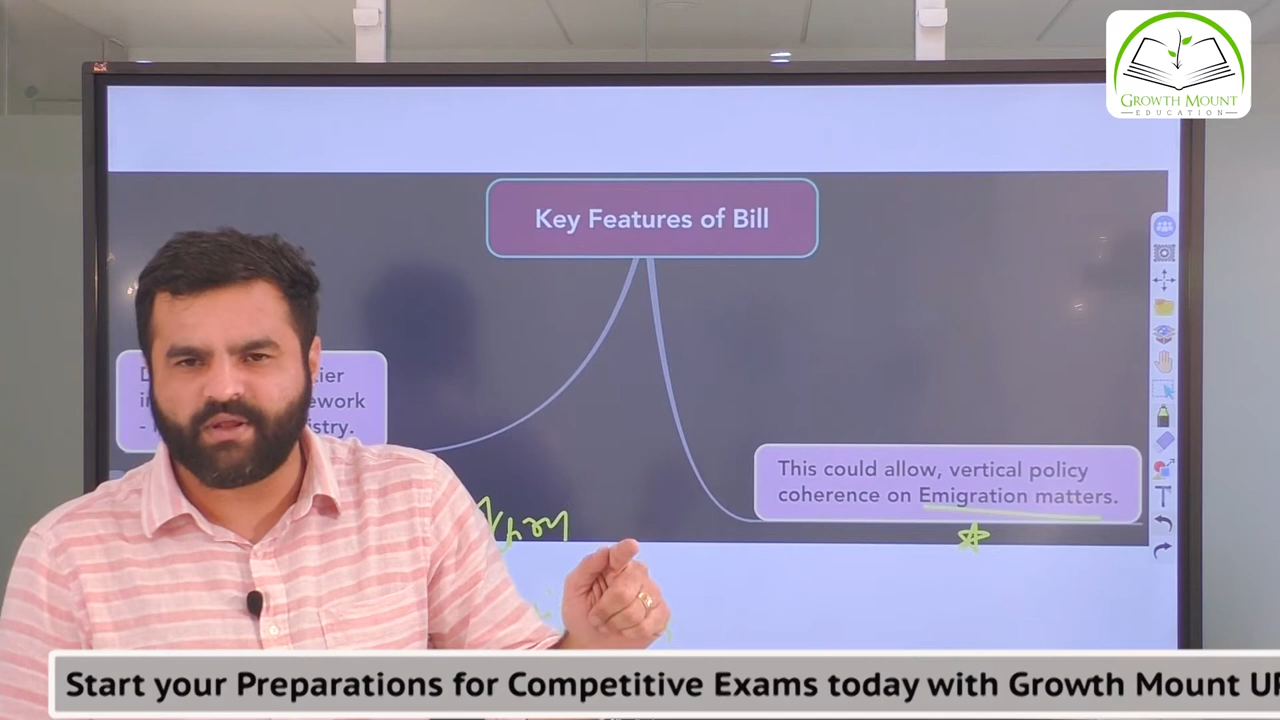 GROWTH MOUNT
EDUCATION
Key Features of Bill
This could allow, vertical policy
coherence on Emigration matters.
Start your Preparations for Competitive Exams today with Growth Mount